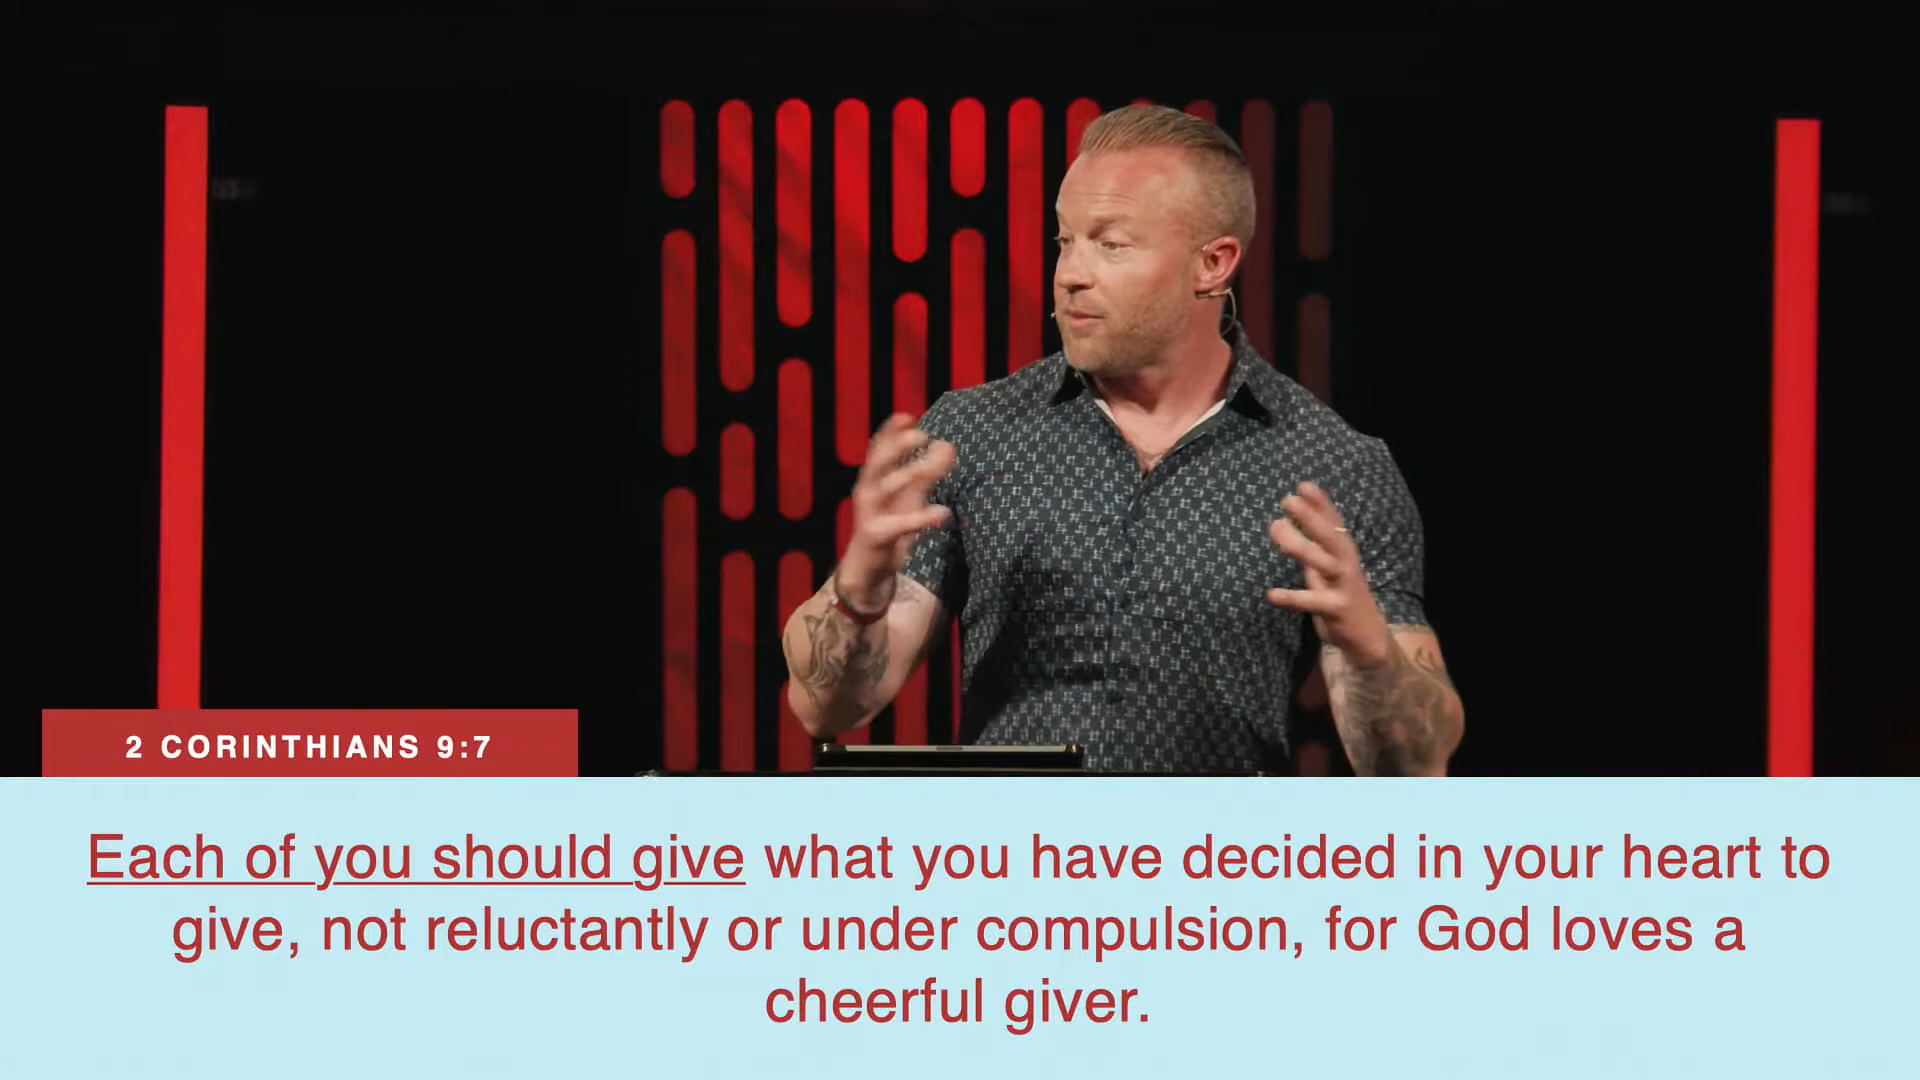 2 CORINTHIANS 9:7
Each of you should give what you have decided in your heart to
give, not reluctantly or under compulsion, for God loves a
cheerful giver.